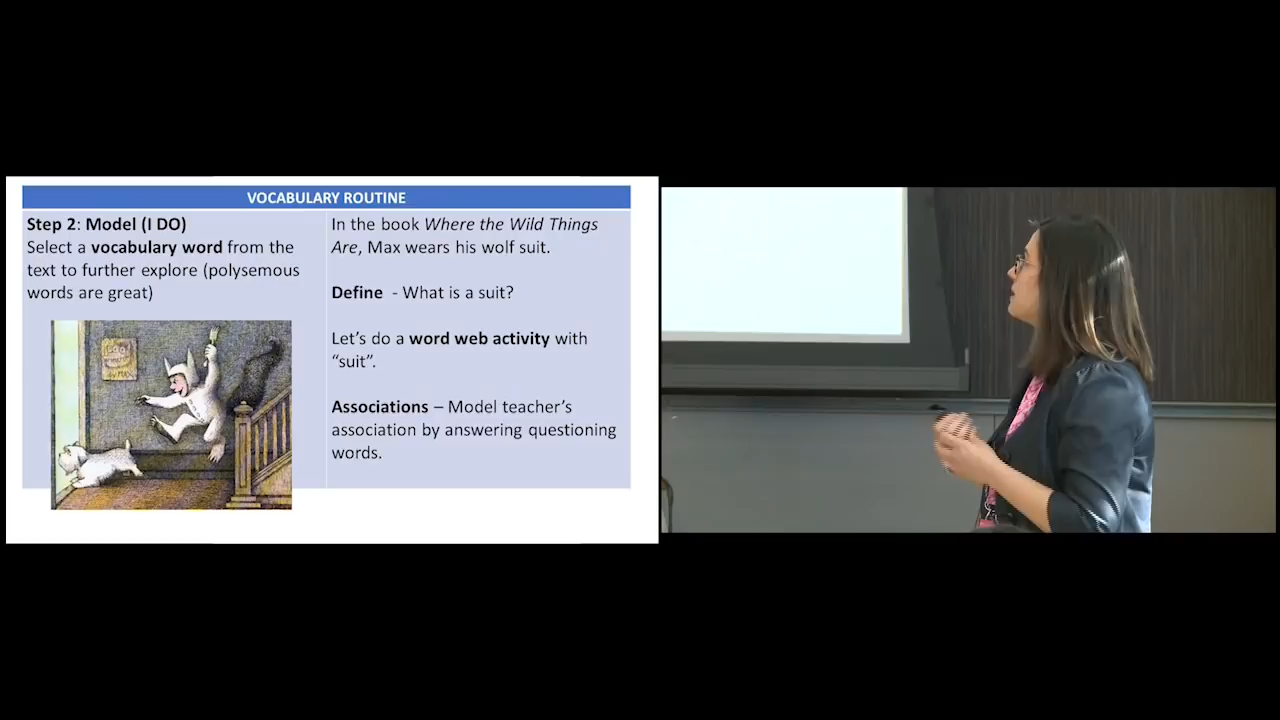 VOCABULARY ROUTINE
Step 2: Model (I DO)
Select a vocabulary word from the
text to further explore (polysemous
words are great)
In the book Where the Wild Things
Are, Max wears his wolf suit.
Define - What is a suit?
Let’s do a word web activity with
“suit”.
Associations – Model teacher’s
association by answering questioning
words.